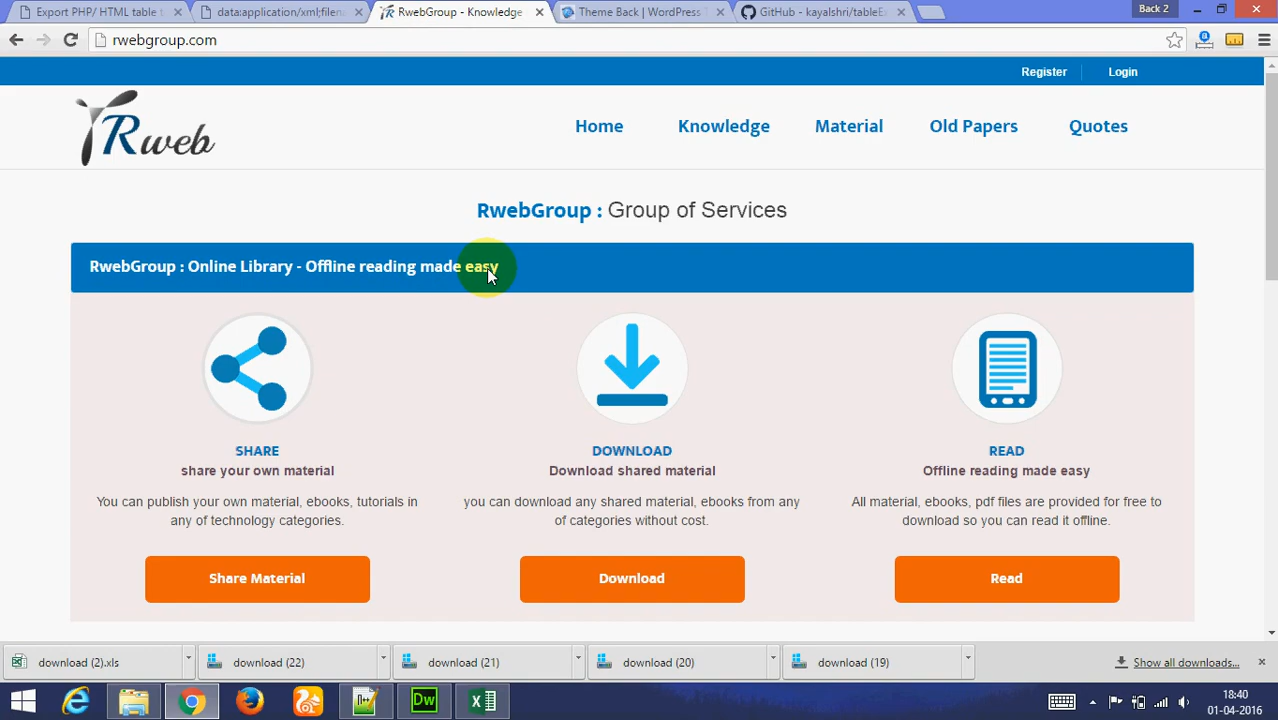 Export PHP/ HTML table t
data:application/xml;filena
RwebGroup - Knowledge
Theme Back | WordPress T
GitHub - kayalshri/tableE
Back 2
rwebgroup.com
Register
Login
Rweb
Home
Knowledge
Material
Old Papers
Quotes
RwebGroup : Group of Services
RwebGroup : Online Library - Offline reading made easy
SHARE
share your own material
You can publish your own material, ebooks, tutorials in
any of technology categories.
Share Material
DOWNLOAD
Download shared material
you can download any shared material, ebooks from any
of categories without cost.
Download
READ
Offline reading made easy
All material, ebooks, pdf files are provided for free to
download so you can read it offline.
Read
download (2).xls
download (22)
download (21)
download (20)
download (19)
Show all downloads...
Dw
18:40
01-04-2016